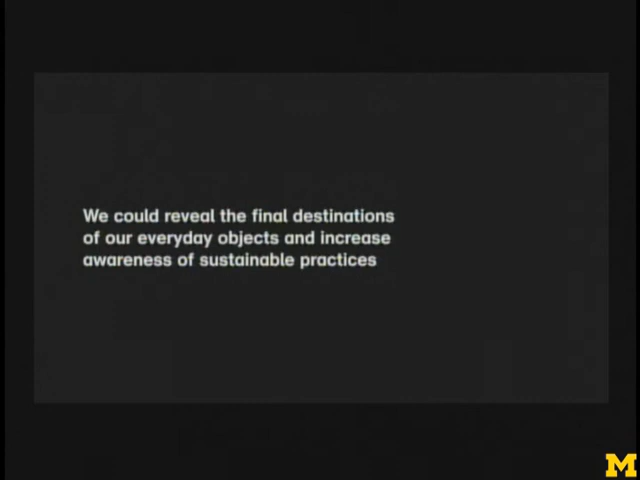 We could reveal the final destinations
of our everyday objects and increase
awareness of sustainable practices
M